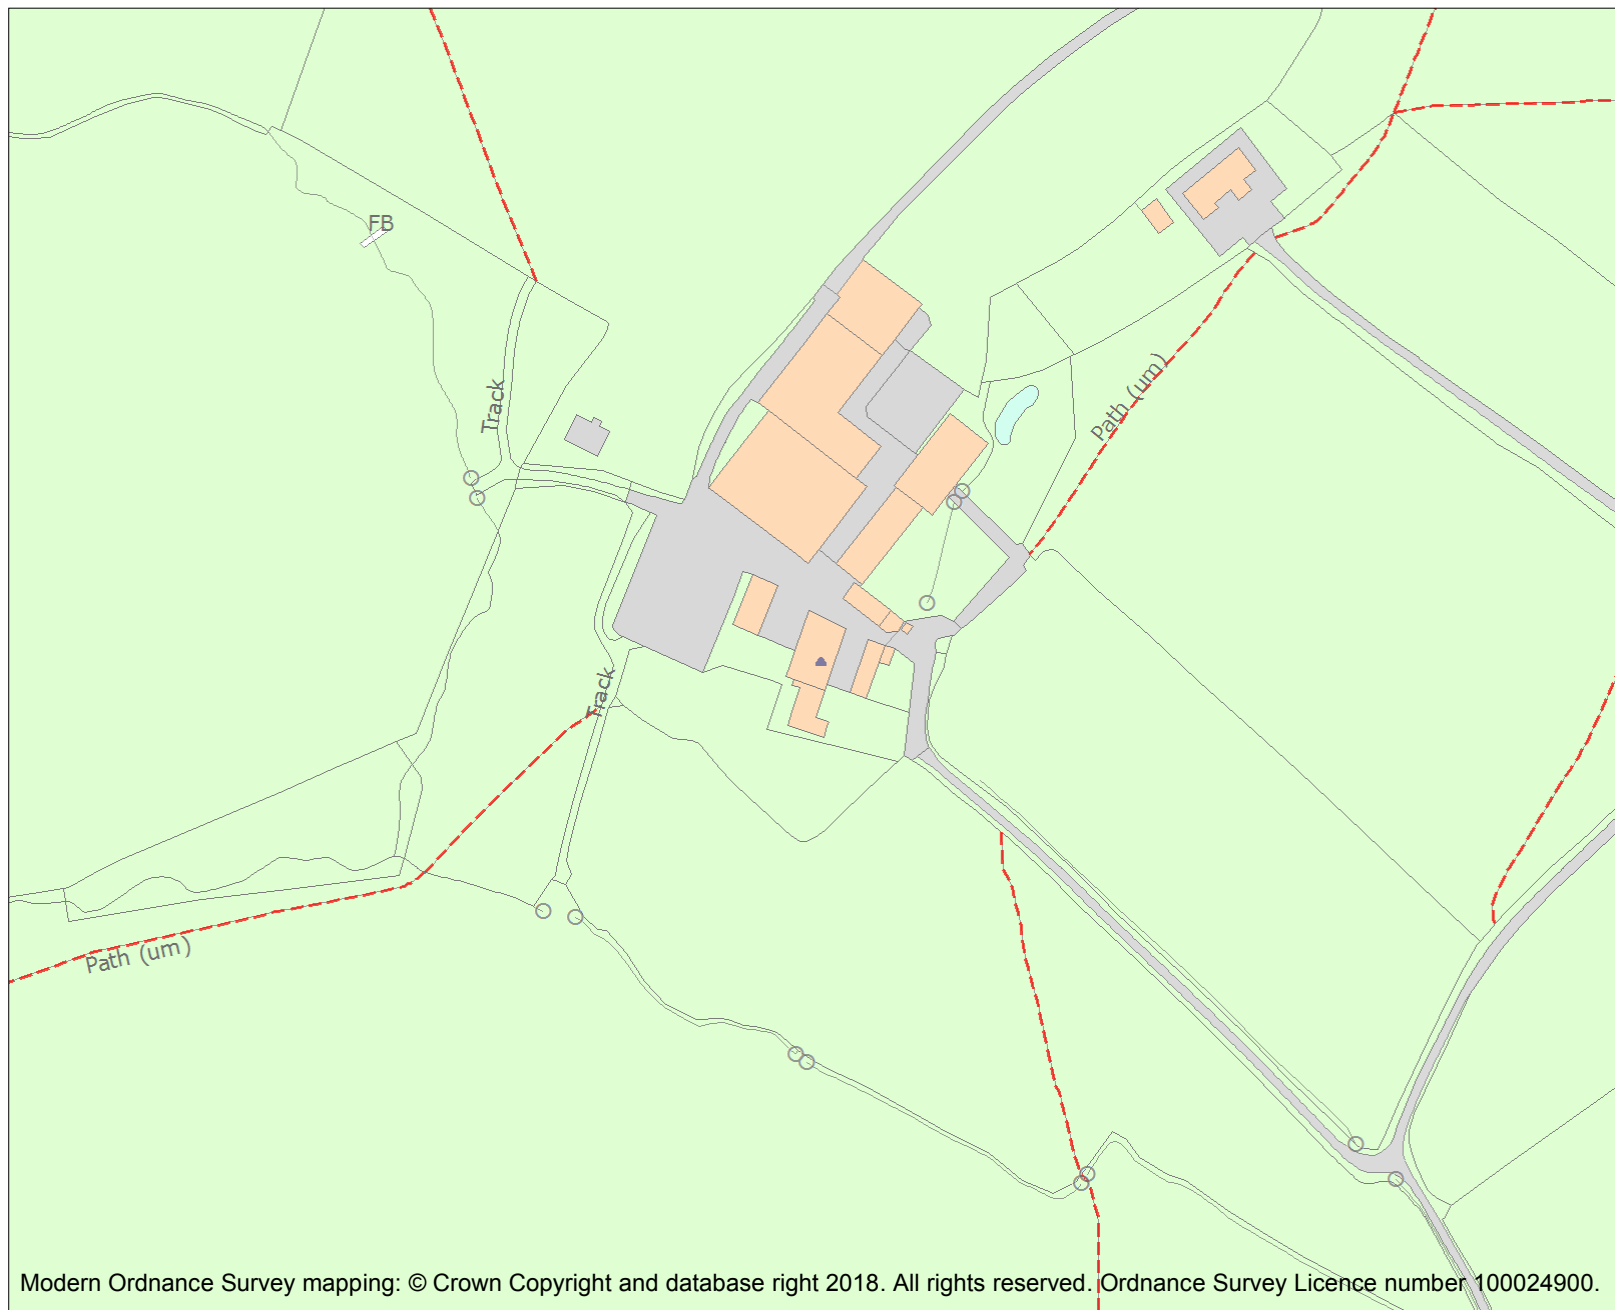 FB
Track
Path (um)
Track
Path (um)
Modern Ordnance Survey mapping: © Crown Copyright and database right 2018. All rights reserved. Ordnance Survey Licence number 100024900.